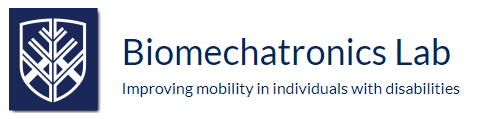 Biomechatronics Lab
Improving mobility in individuals with disabilities